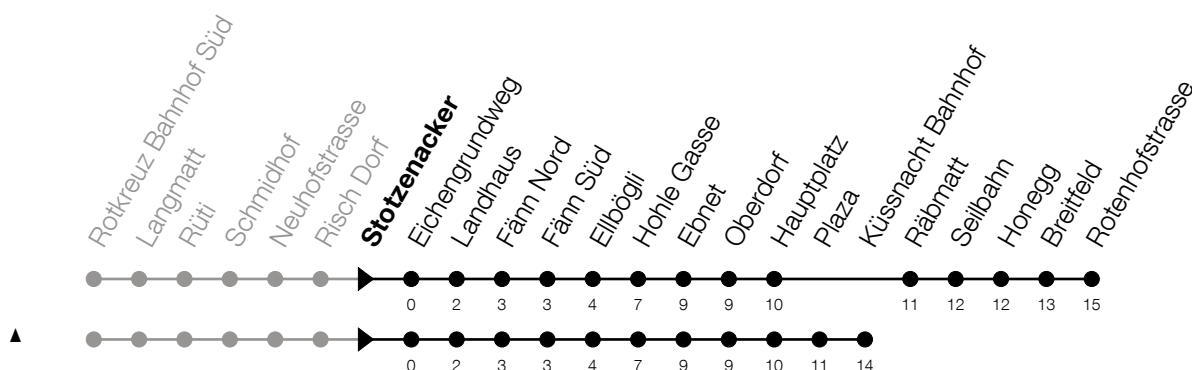 Rotkreuz Bahnhof Süd
Langmatt
Rüti
Schmidhof
Neuhofstrasse
Risch Dorf
Stotzenacker
Eichengrundweg
Landhaus
Fänn Nord
Fänn Süd
Ellbögli
Hohle Gasse
Ebnet
Oberdorf
Hauptplatz
Plaza
Küssnacht Bahnhof
Räbmatt
Seilbahn
Honegg
Breitfeld
Rotenhofstrasse
0 2 3 3 4 7 9 9 10 11 12 12 13 15
0 2 3 3 4 7 9 9 10 11 14